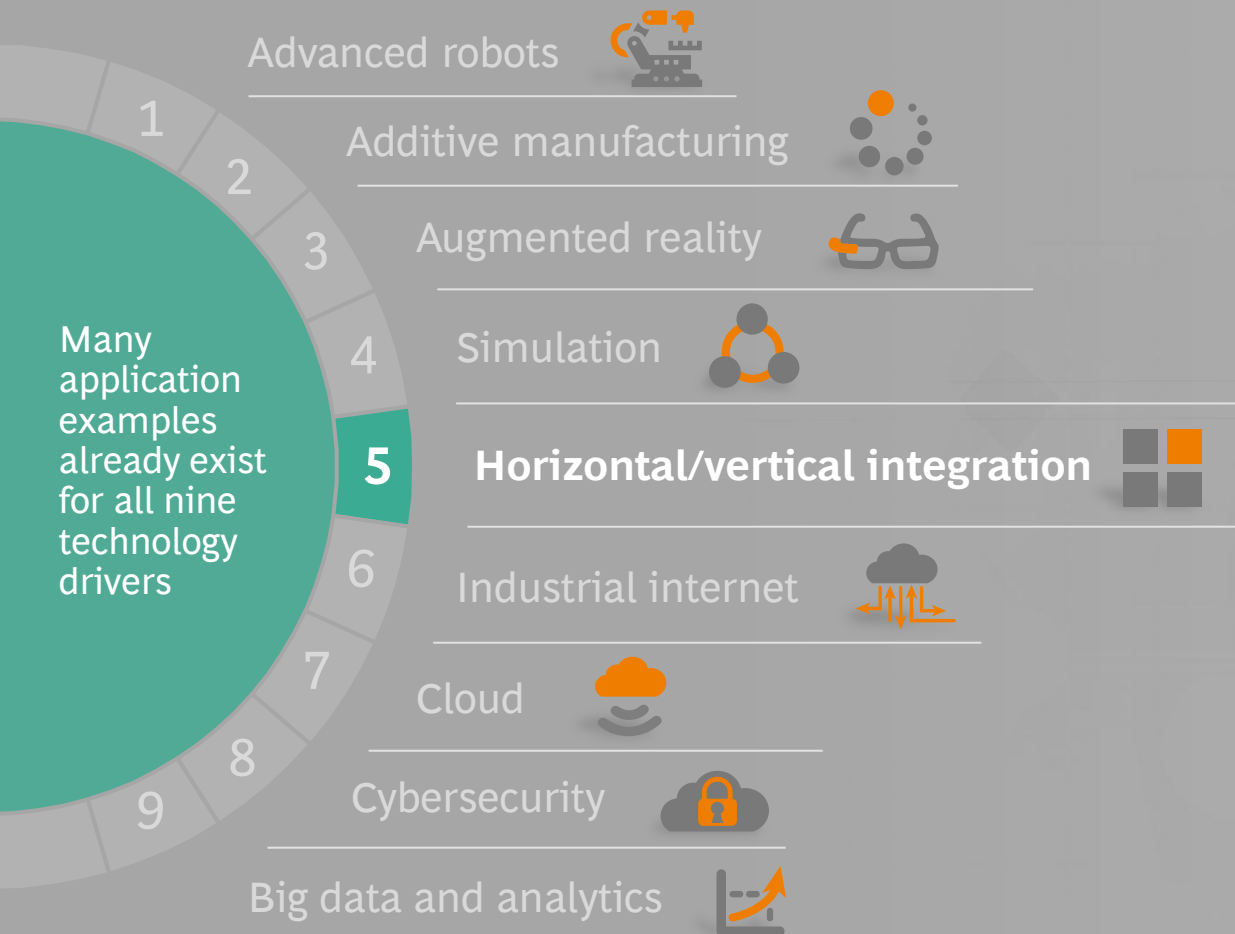 Advanced robots
1
Additive manufacturing
2
Augmented reality
3
Simulation
4
Many
application
examples
already exist
for all nine
technology
drivers
5
Horizontal/vertical integration
6
Industrial internet
7
Cloud
8
Cybersecurity
9
Big data and analytics